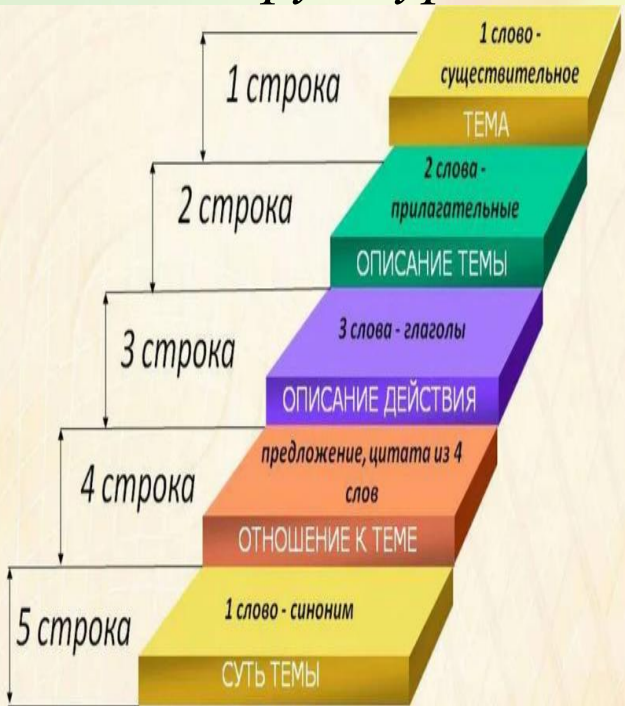 1 строка
1 слово -
существительное
ТЕМА
2 строка
2 слова -
прилагательные
ОПИСАНИЕ ТЕМЫ
3 строка
3 слова - глаголы
ОПИСАНИЕ ДЕЙСТВИЯ
4 строка
предложение, цитата из 4
слов
ОТНОШЕНИЕ К ТЕМЕ
5 строка
1 слово - синоним
СУТЬ ТЕМЫ